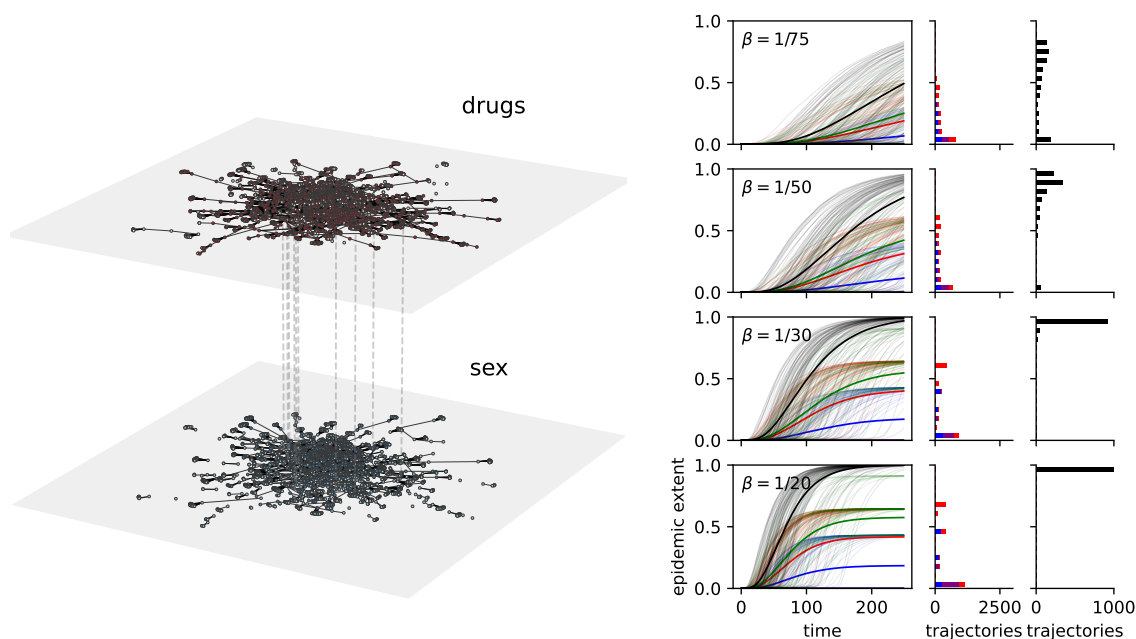 drugs
sex
β = 1/75
1.0
0.5
0.0
β = 1/50
1.0
0.5
0.0
β = 1/30
1.0
0.5
0.0
β = 1/20
1.0
0.5
0.0
epidemic extent
0 100 200
time
0 3000
trajectories
0 1000
trajectories